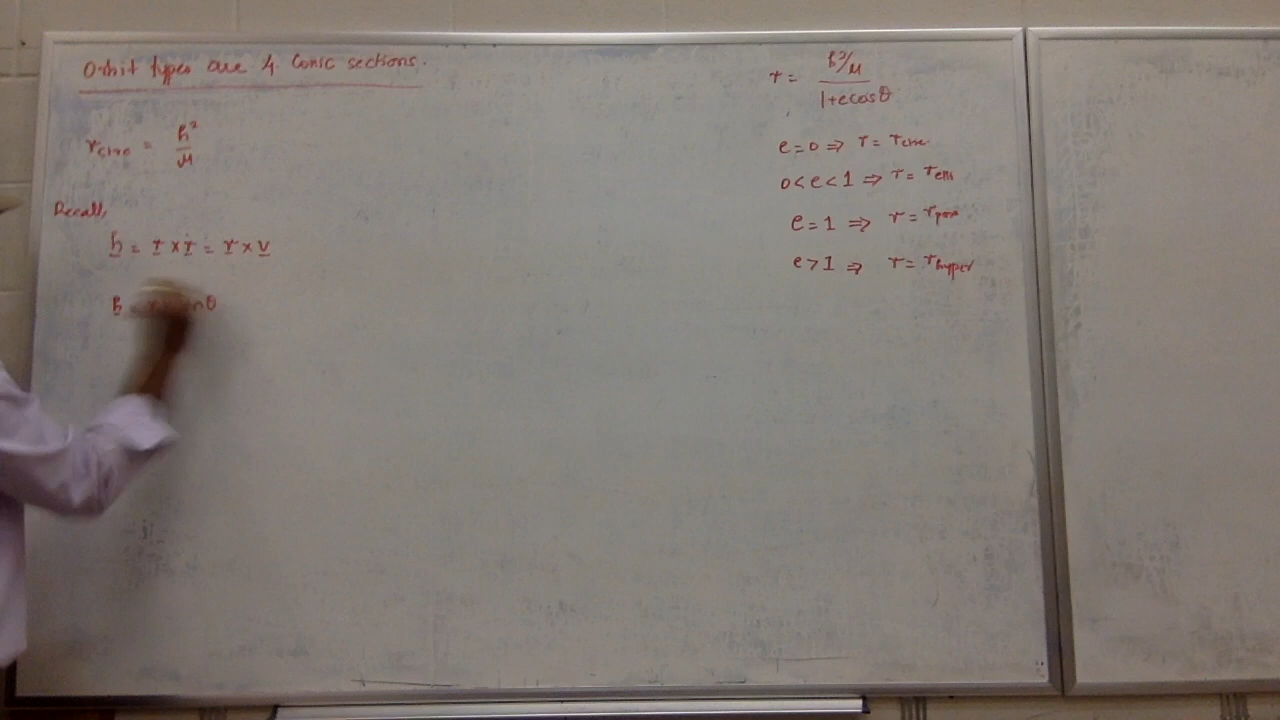 Orbit types are 4 Conic sections.
r_circ = h²/μ
Recall,
h = r × ṙ = r × v
h = θ
r = (h²/μ)/(1+ecosθ)
e = 0 ⇒ r = r_circ
0 < e < 1 ⇒ r = r_elli
e = 1 ⇒ r = r_para
e > 1 ⇒ r = r_hyper